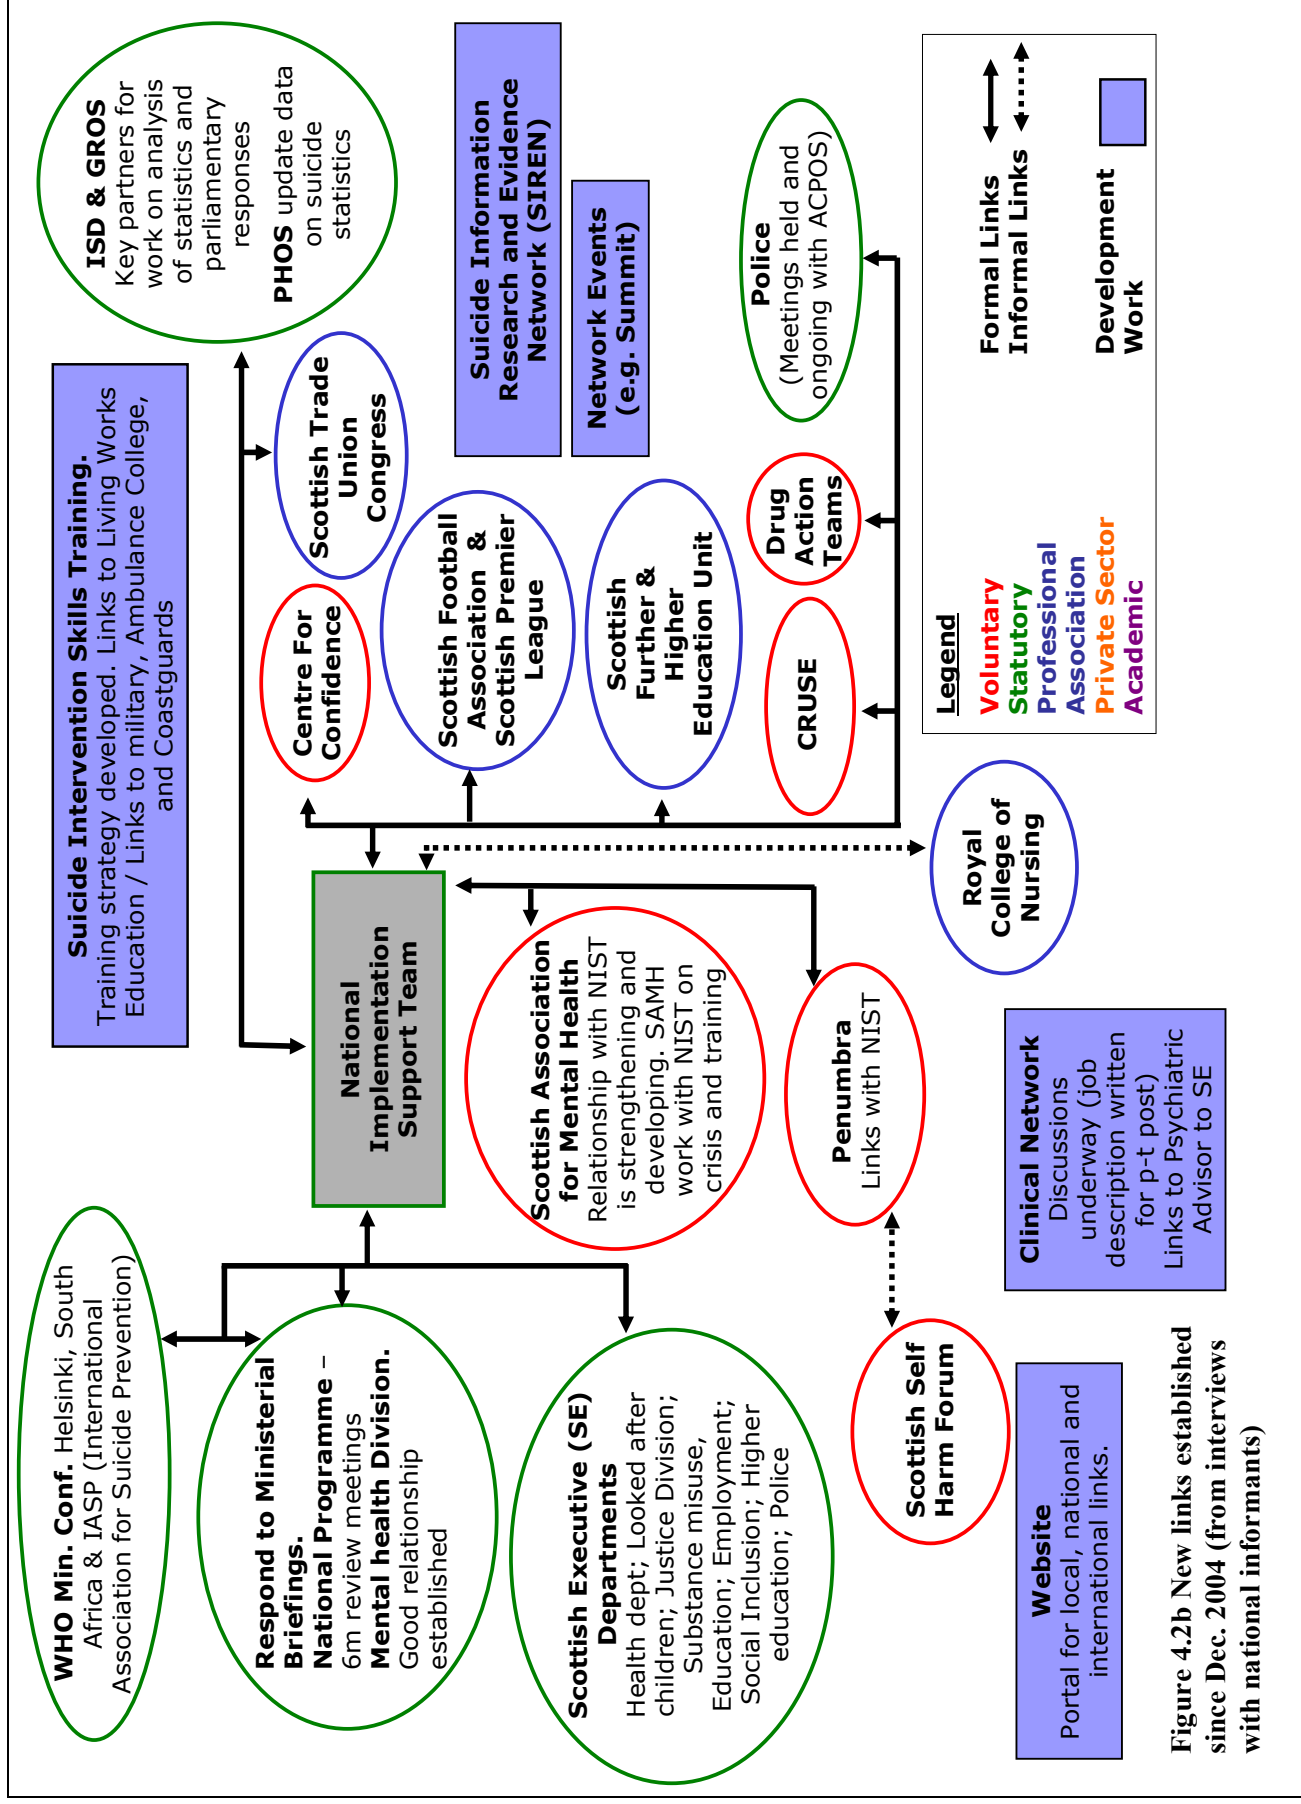 WHO Min. Conf. Helsinki, South
Africa & IASP (International
Association for Suicide Prevention)
Respond to Ministerial
Briefings.
National Programme –
6m review meetings
Mental health Division.
Good relationship
established
Scottish Executive (SE)
Departments
Health dept; Looked after
children; Justice Division;
Substance misuse,
Education; Employment;
Social Inclusion; Higher
education; Police
Scottish Self
Harm Forum
Website
Portal for local, national and
international links.
Figure 4.2b New links established
since Dec. 2004 (from interviews
with national informants)
Suicide Intervention Skills Training.
Training strategy developed. Links to Living Works
Education / Links to military, Ambulance College,
and Coastguards
National
Implementation
Support Team
Scottish Association
for Mental Health
Relationship with NIST
is strengthening and
developing. SAMH
work with NIST on
crisis and training
Penumbra
Links with NIST
Clinical Network
Discussions
underway (job
description written
for p-t post)
Links to Psychiatric
Advisor to SE
Royal
College of
Nursing
Centre For
Confidence
Scottish Football
Association &
Scottish Premier
League
Scottish
Further &
Higher
Education Unit
CRUSE
Scottish Trade
Union
Congress
Drug
Action
Teams
ISD & GROS
Key partners for
work on analysis
of statistics and
parliamentary
responses
PHOS update data
on suicide
statistics
Suicide Information
Research and Evidence
Network (SIREN)
Network Events
(e.g. Summit)
Police
(Meetings held and
ongoing with ACPOS)
Legend
Voluntary
Statutory
Professional
Association
Private Sector
Academic
Formal Links
Informal Links
Development
Work